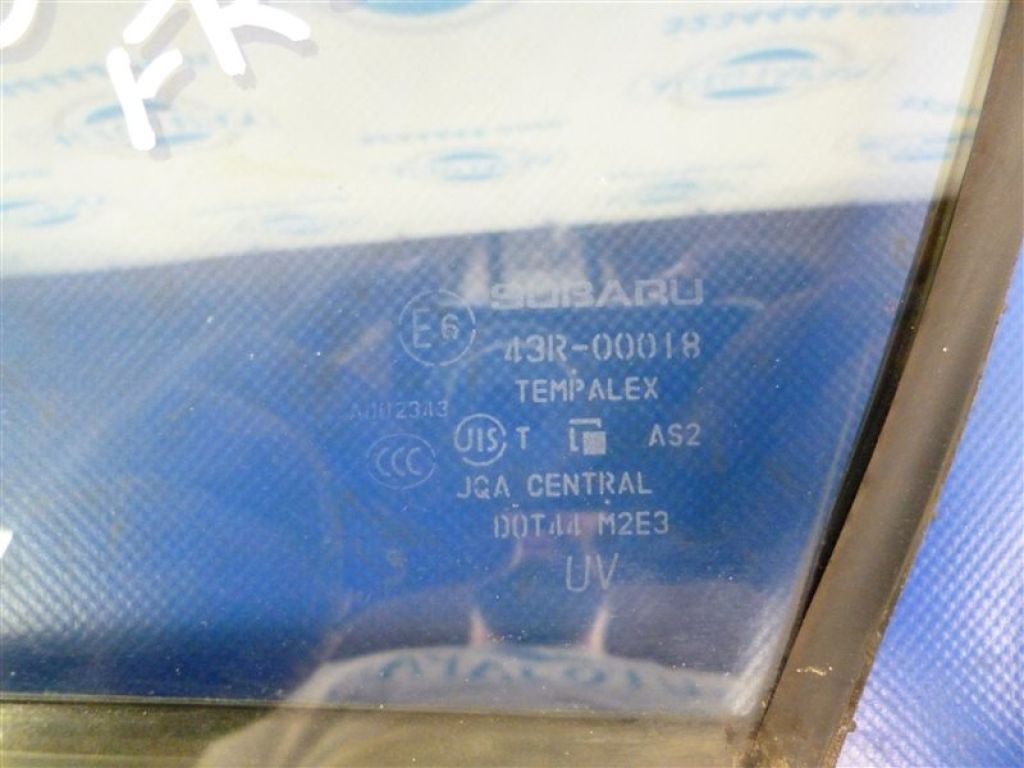 FR
SUBARU
E6
43R-00018
TEMPALEX
A002343
JIS T AS2
CCC
JQA CENTRAL
DOT44 M2E3
UV